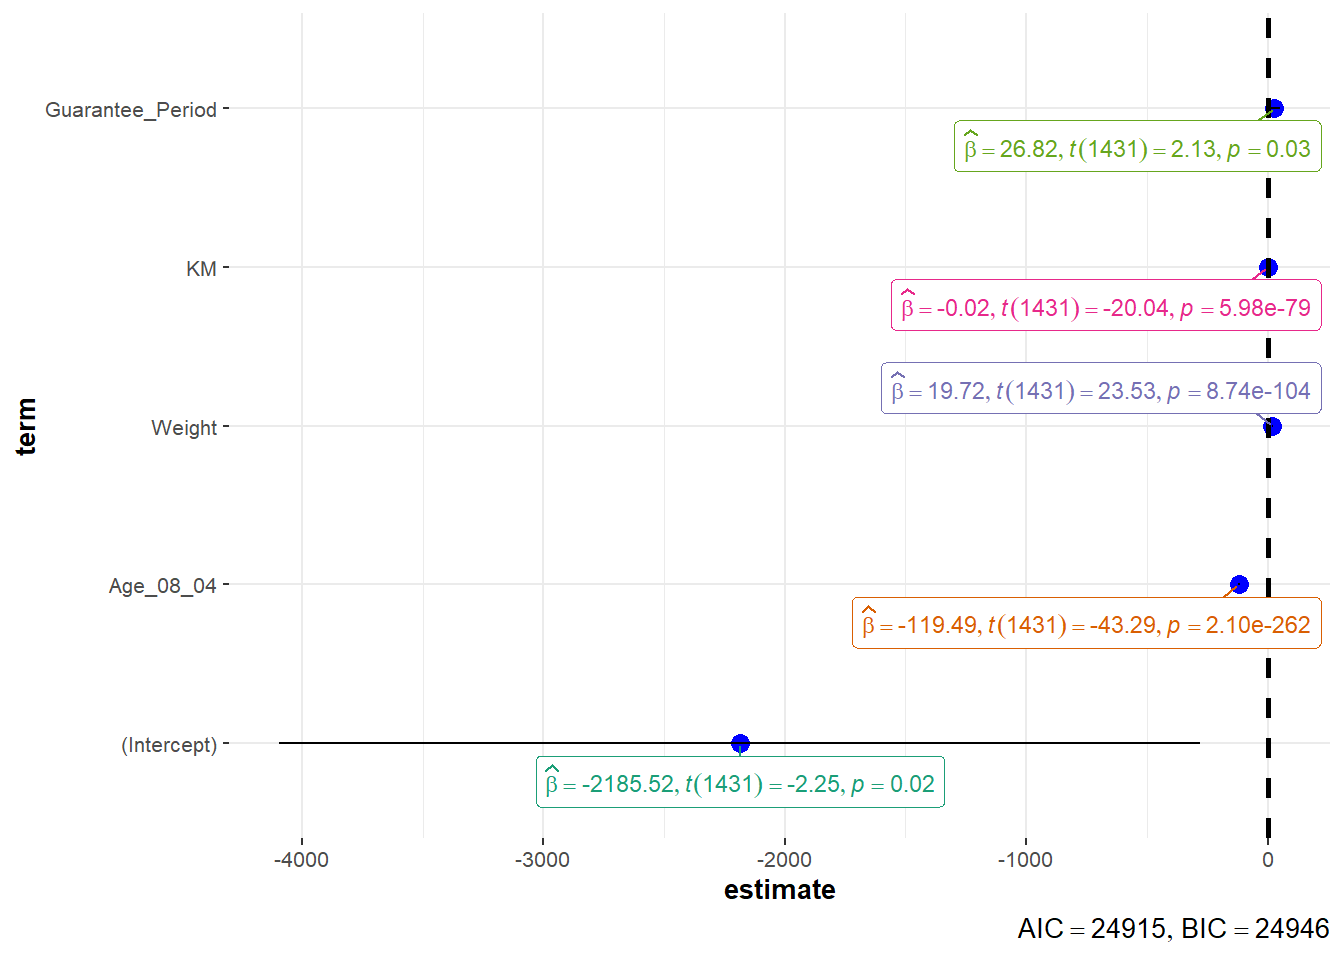 Guarantee_Period
β̂ = 26.82, t(1431) = 2.13, p = 0.03
KM
β̂ = -0.02, t(1431) = -20.04, p = 5.98e-79
β̂ = 19.72, t(1431) = 23.53, p = 8.74e-104
Weight
term
Age_08_04
β̂ = -119.49, t(1431) = -43.29, p = 2.10e-262
(Intercept)
β̂ = -2185.52, t(1431) = -2.25, p = 0.02
-4000 -3000 -2000 -1000 0
estimate
AIC = 24915, BIC = 24946